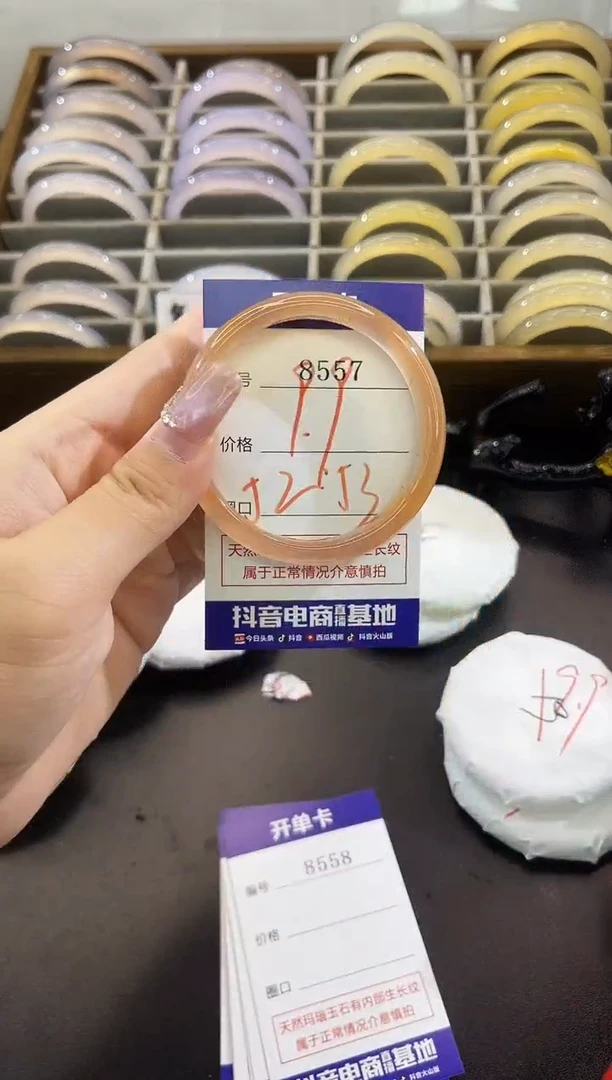 号 8557
价格
口 52.53
天然 生长纹
属于正常情况介意慎拍
抖音电商直播基地
今日头条 抖音 西瓜视频 抖音火山版
开单卡
编号 8558
价格
圈口
天然玛瑙玉石有内部生长纹
属于正常情况介意慎拍
抖音电商直播基地
抖音火山版